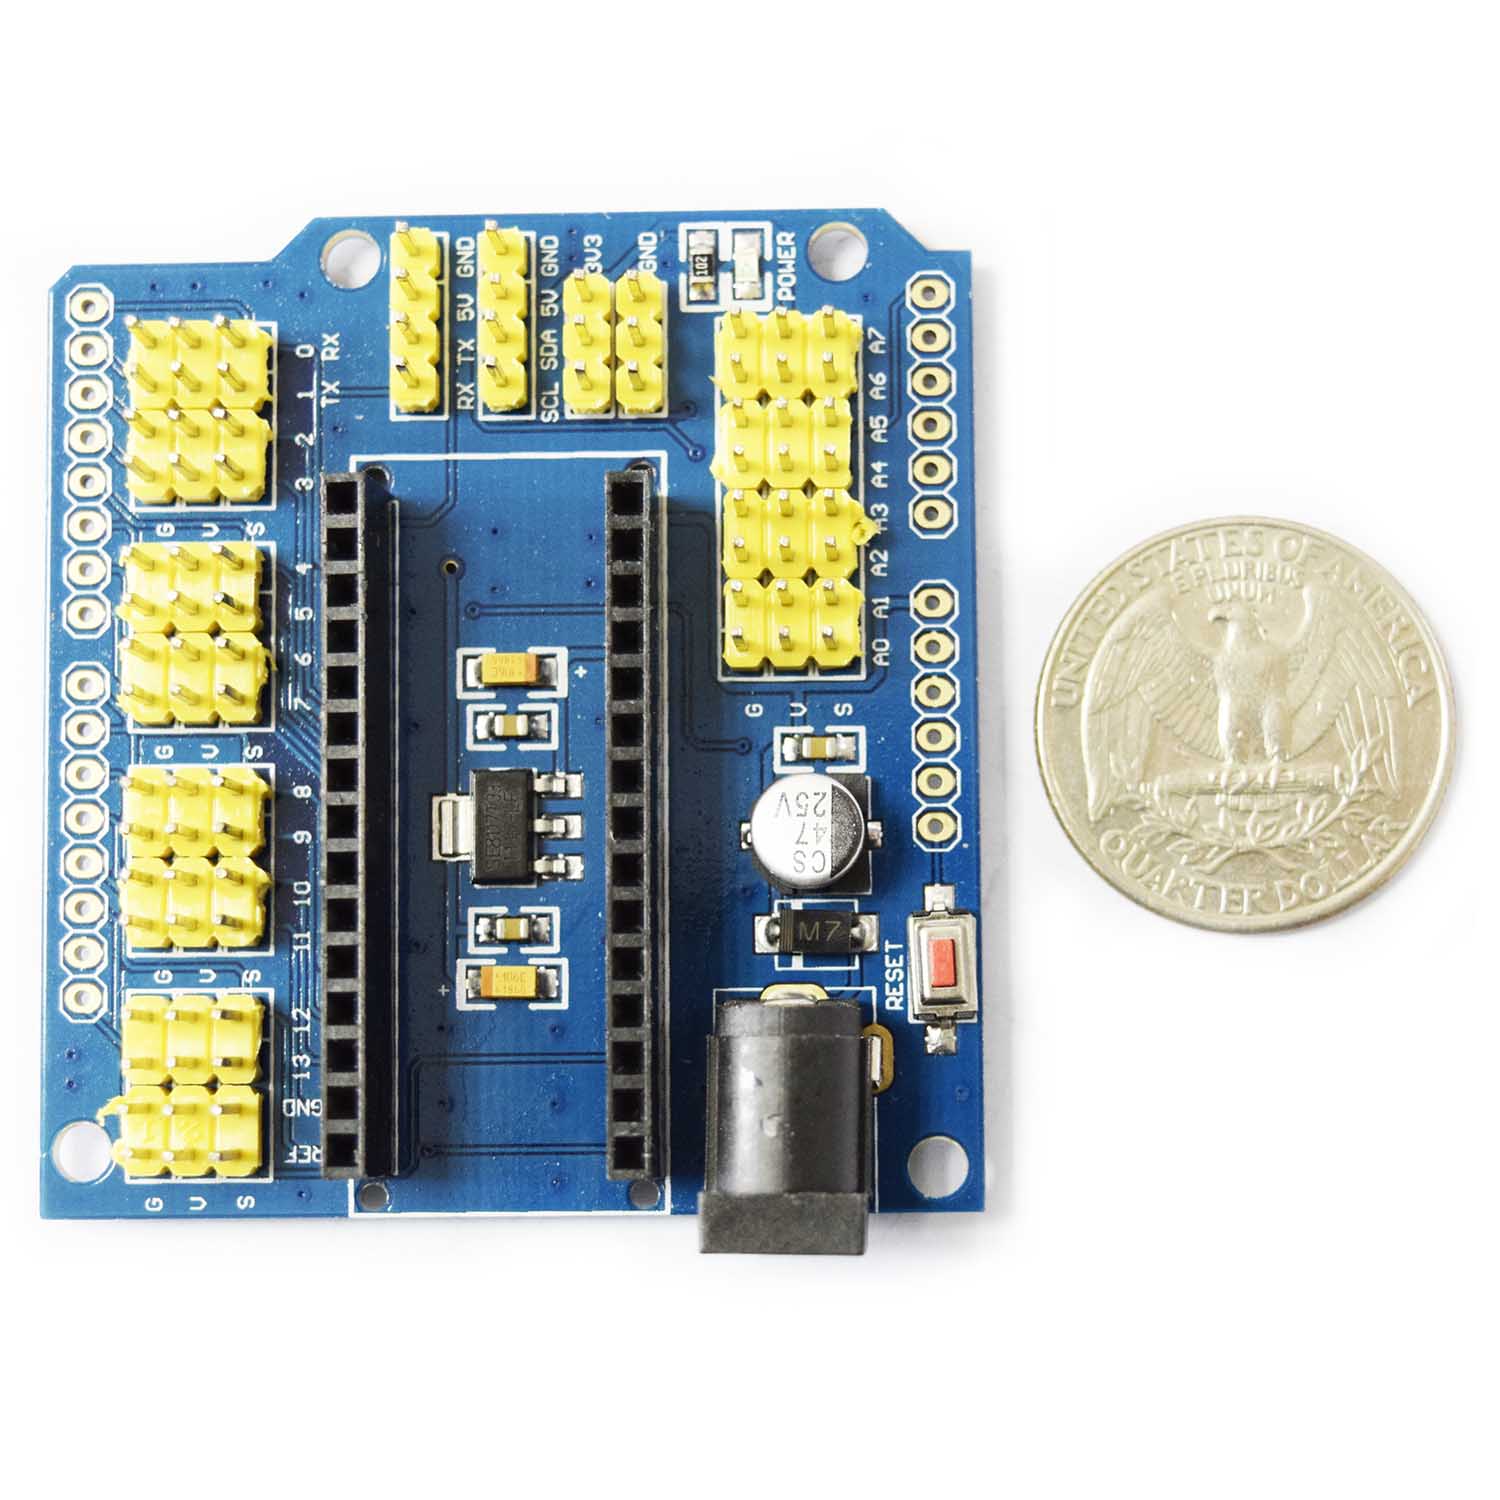 GND
5V
TX
RX
GND
5V
SDA
SCL
3V3
GND
102
POWER
RX
0
TX
1
2
3
G V S
4
5
6
7
G V S
8
9
10
11
G V S
12
13
GND
REF
G V S
A7
A6
A5
A4
A3
A2
A1
A0
G V S
+
+
CS
47
25V
M7
RESET
UNITED STATES OF AMERICA
E PLURIBUS
UNUM
QUARTER DOLLAR